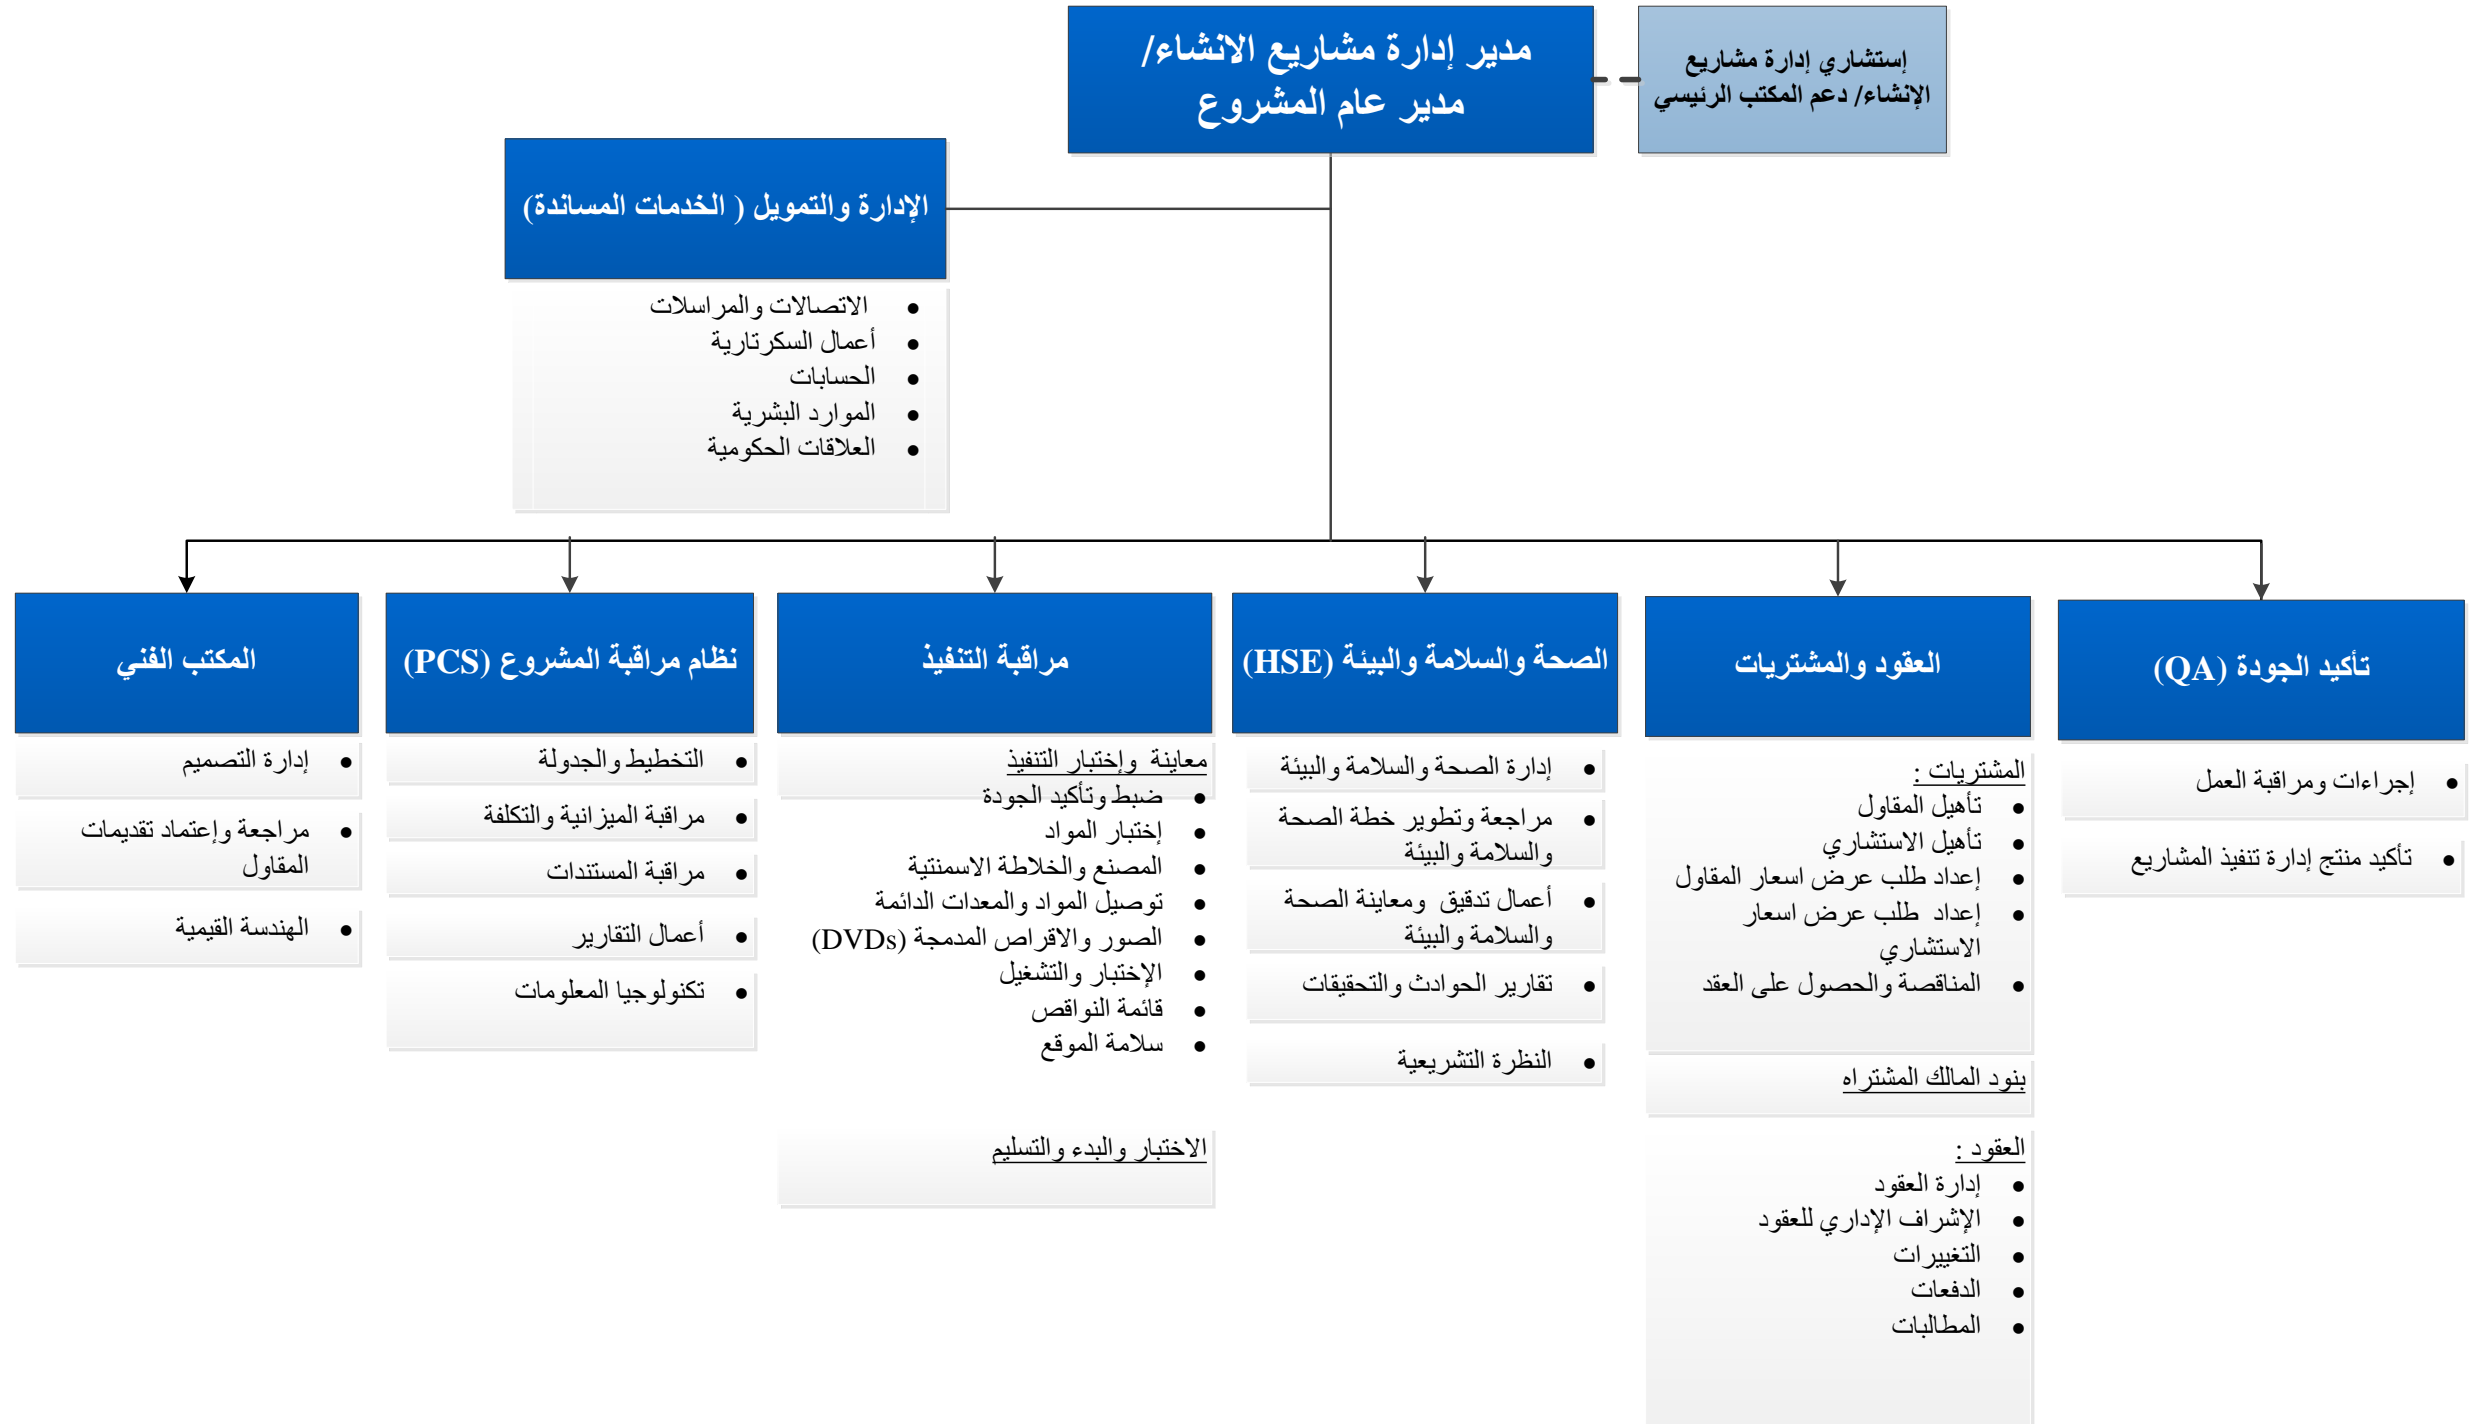 مدير إدارة مشاريع الانشاء/
مدير عام المشروع
إستشاري إدارة مشاريع
الإنشاء/ دعم المكتب الرئيسي
الإدارة والتمويل ( الخدمات المساندة)
• الاتصالات والمراسلات
• أعمال السكرتارية
• الحسابات
• الموارد البشرية
• العلاقات الحكومية
تأكيد الجودة (QA)
• إجراءات ومراقبة العمل
• تأكيد منتج إدارة تنفيذ المشاريع
العقود والمشتريات
المشتريات :
• تأهيل المقاول
• تأهيل الاستشاري
• إعداد طلب عرض اسعار المقاول
• إعداد طلب عرض اسعار
الاستشاري
• المناقصة والحصول على العقد
بنود المالك المشتراه
العقود :
• إدارة العقود
• الإشراف الإداري للعقود
• التغييرات
• الدفعات
• المطالبات
الصحة والسلامة والبيئة (HSE)
• إدارة الصحة والسلامة والبيئة
• مراجعة وتطوير خطة الصحة
والسلامة والبيئة
• أعمال تدقيق ومعاينة الصحة
والسلامة والبيئة
• تقارير الحوادث والتحقيقات
• النظرة التشريعية
مراقبة التنفيذ
معاينة وإختبار التنفيذ
• ضبط وتأكيد الجودة
• إختبار المواد
• المصنع والخلاطة الاسمنتية
• توصيل المواد والمعدات الدائمة
• الصور والاقراص المدمجة (DVDs)
• الإختبار والتشغيل
• قائمة النواقص
• سلامة الموقع
الاختبار والبدء والتسليم
نظام مراقبة المشروع (PCS)
• التخطيط والجدولة
• مراقبة الميزانية والتكلفة
• مراقبة المستندات
• أعمال التقارير
• تكنولوجيا المعلومات
المكتب الفني
• إدارة التصميم
• مراجعة وإعتماد تقديمات
المقاول
• الهندسة القيمية